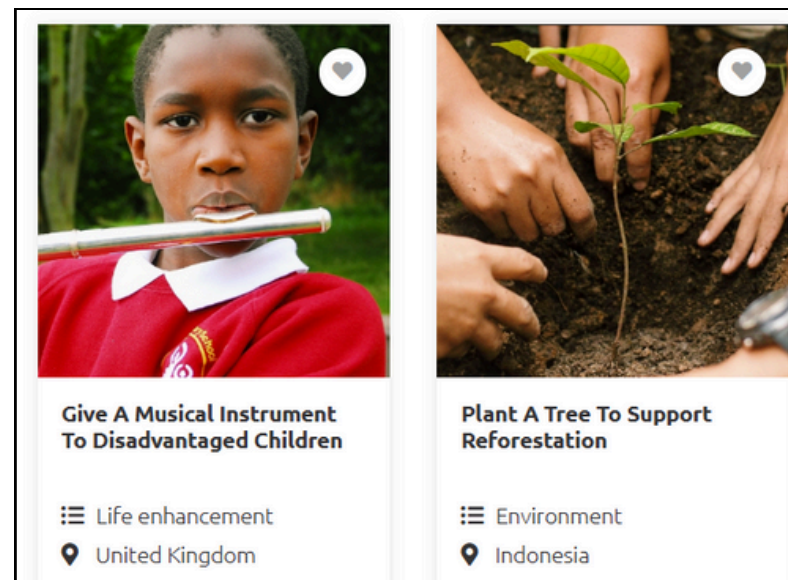 Give A Musical Instrument
To Disadvantaged Children
Life enhancement
United Kingdom
Plant A Tree To Support
Reforestation
Environment
Indonesia